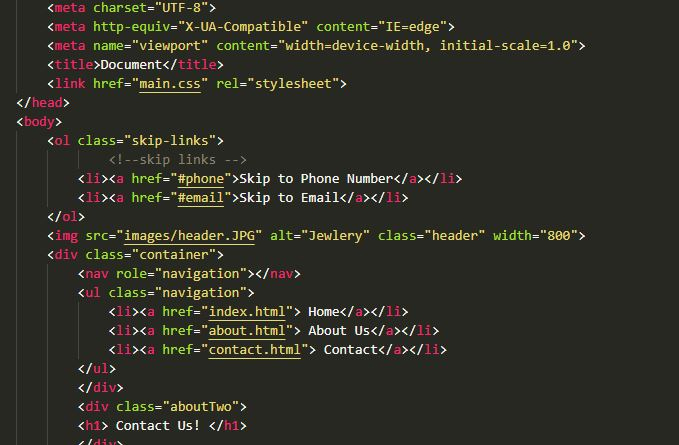 <meta charset="UTF-8">
<meta http-equiv="X-UA-Compatible" content="IE=edge">
<meta name="viewport" content="width=device-width, initial-scale=1.0">
<title>Document</title>
<link href="main.css" rel="stylesheet">
</head>
<body>
<ol class="skip-links">
<!--skip links -->
<li><a href="#phone">Skip to Phone Number</a></li>
<li><a href="#email">Skip to Email</a></li>
</ol>
<img src="images/header.JPG" alt="Jewlery" class="header" width="800">
<div class="container">
<nav role="navigation"></nav>
<ul class="navigation">
<li><a href="index.html"> Home</a></li>
<li><a href="about.html"> About Us</a></li>
<li><a href="contact.html"> Contact</a></li>
</ul>
</div>
<div class="aboutTwo">
<h1> Contact Us! </h1>
</div>